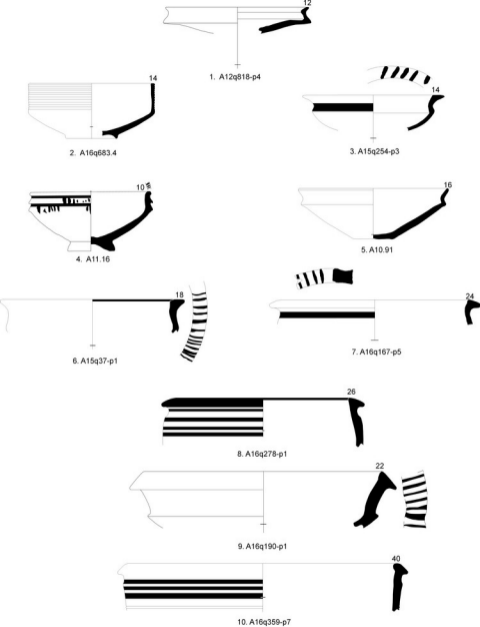 12
1. A12q818-p4
14
2. A16q683.4
14
3. A15q254-p3
10
4. A11.16
16
5. A10.91
18
6. A15q37-p1
24
7. A16q167-p5
26
8. A16q278-p1
22
9. A16q190-p1
40
10. A16q359-p7